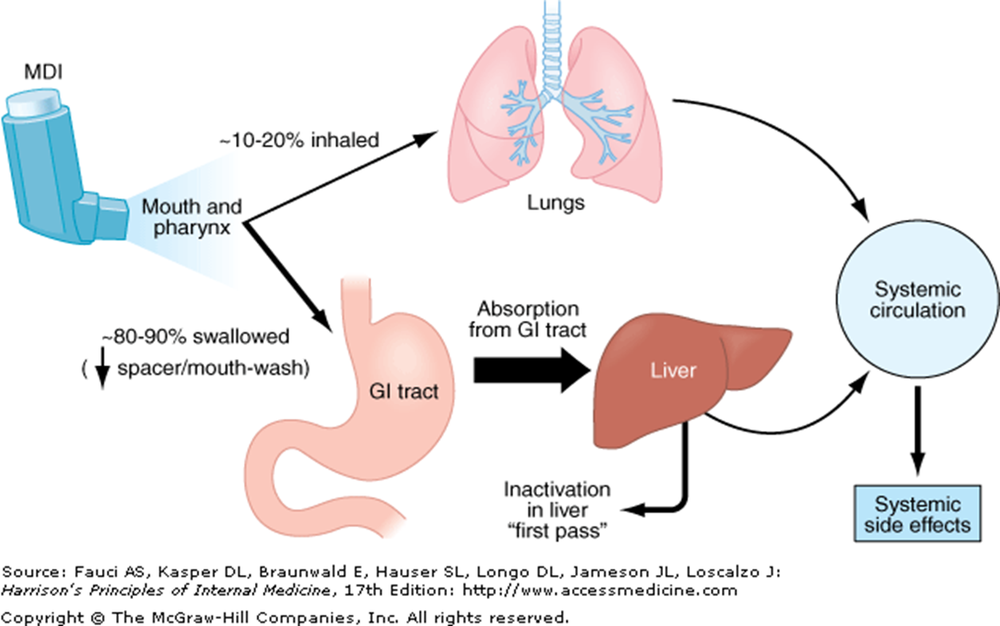 MDI
~10-20% inhaled
Mouth and
pharynx
Lungs
Systemic
circulation
~80-90% swallowed
( ↓ spacer/mouth-wash)
GI tract
Absorption
from GI tract
Liver
Inactivation
in liver
“first pass”
Systemic
side effects
Source: Fauci AS, Kasper DL, Braunwald E, Hauser SL, Longo DL, Jameson JL, Loscalzo J:
Harrison's Principles of Internal Medicine, 17th Edition: http://www.accessmedicine.com
Copyright © The McGraw-Hill Companies, Inc. All rights reserved.